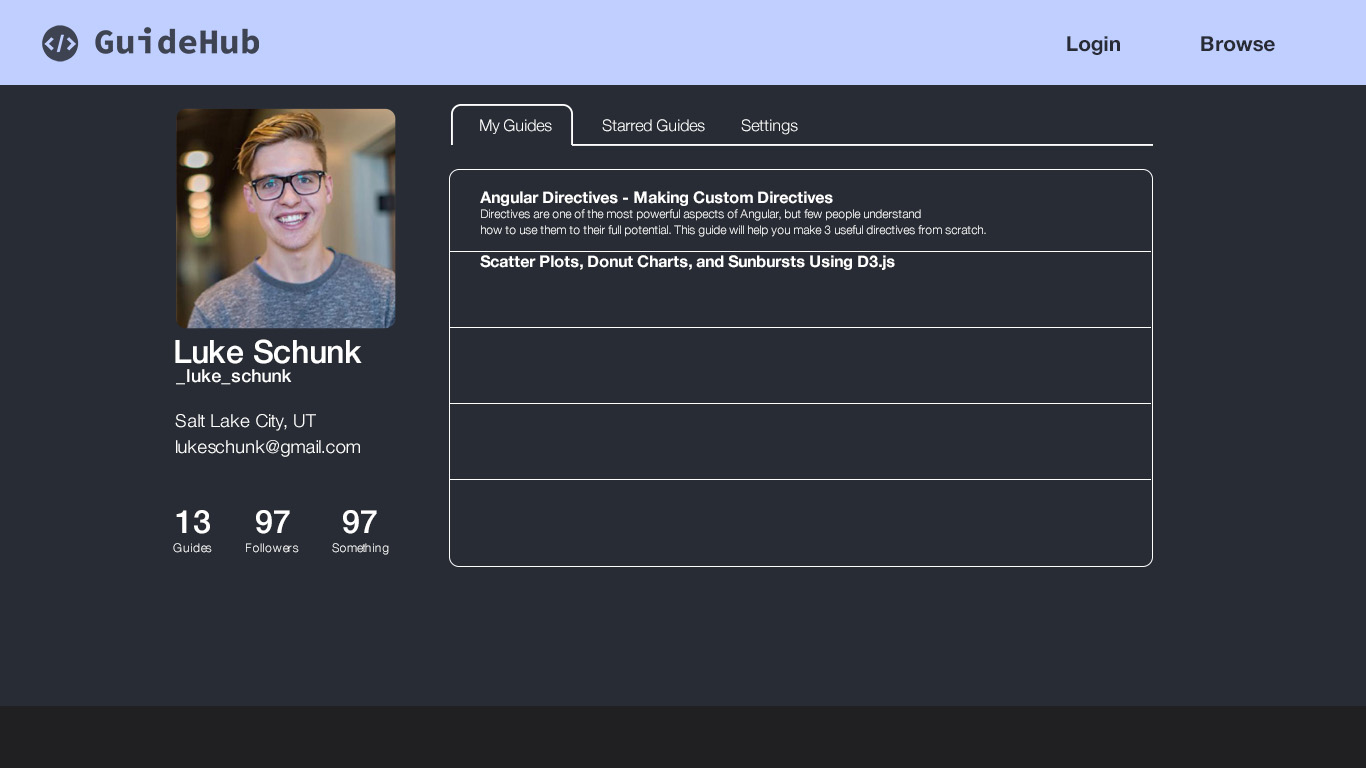 GuideHub
Login
Browse
My Guides
Starred Guides
Settings
Angular Directives - Making Custom Directives
Directives are one of the most powerful aspects of Angular, but few people understand
how to use them to their full potential. This guide will help you make 3 useful directives from scratch.
Scatter Plots, Donut Charts, and Sunbursts Using D3.js
Luke Schunk
_luke_schunk
Salt Lake City, UT
lukeschunk@gmail.com
13
Guides
97
Followers
97
Something